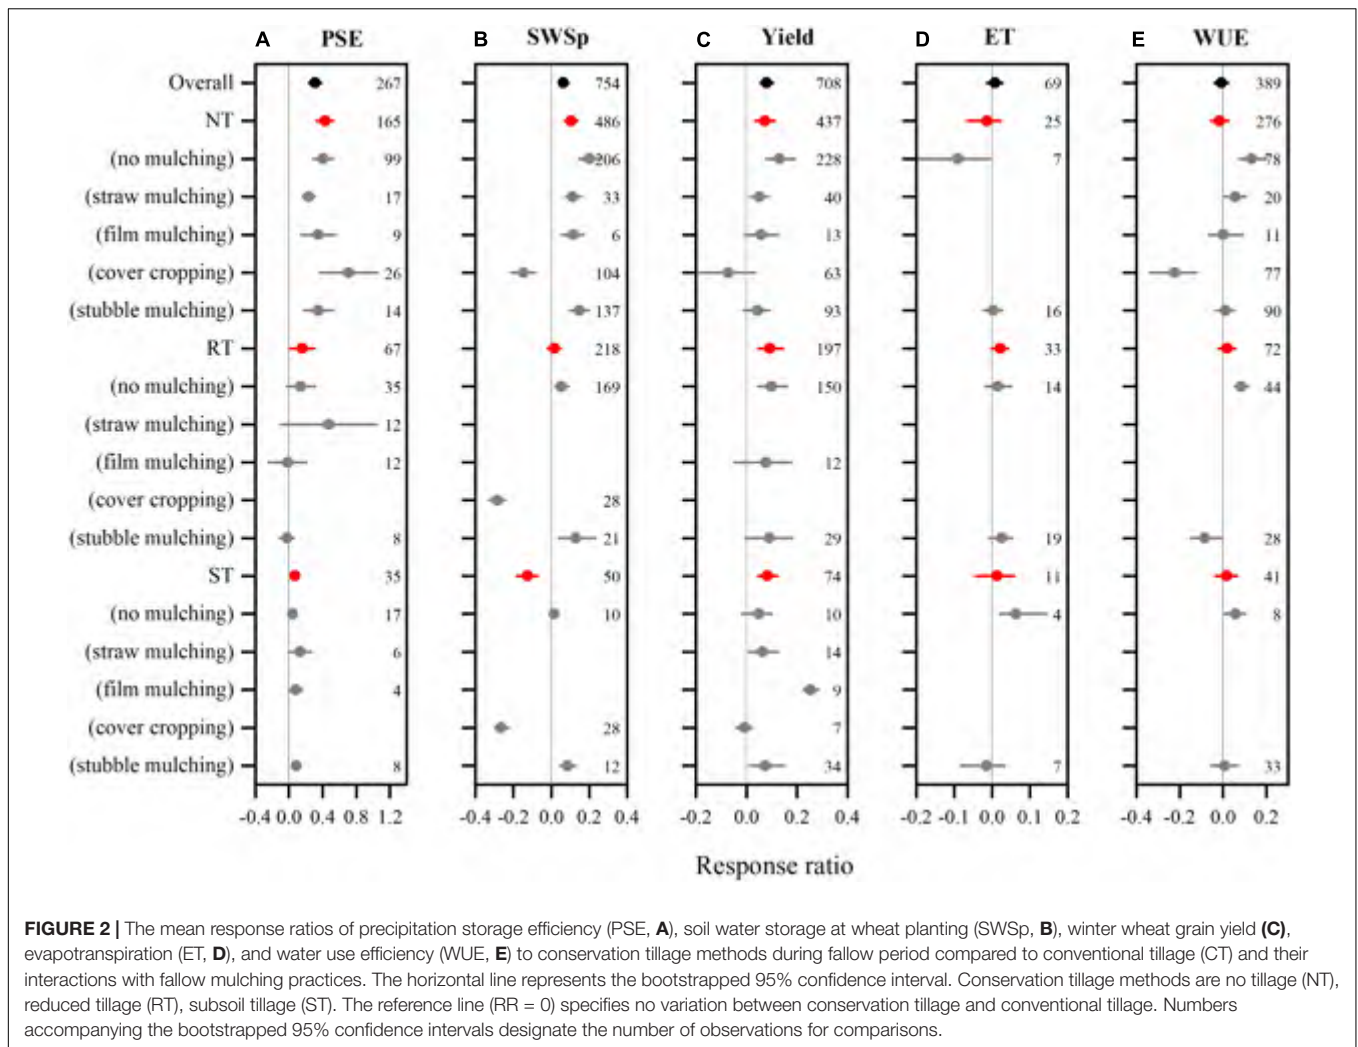 A PSE B SWSp C Yield D ET E WUE
Overall 267 754 708 69 389
NT 165 486 437 25 276
(no mulching) 99 206 228 7 78
(straw mulching) 17 33 40 20
(film mulching) 9 6 13 11
(cover cropping) 26 104 63 77
(stubble mulching) 14 137 93 16 90
RT 67 218 197 33 72
(no mulching) 35 169 150 14 44
(straw mulching) 12
(film mulching) 12 12
(cover cropping) 28
(stubble mulching) 8 21 29 19 28
ST 35 50 74 11 41
(no mulching) 17 10 10 4 8
(straw mulching) 6 14
(film mulching) 4 9
(cover cropping) 28 7
(stubble mulching) 8 12 34 7 33
-0.4 0.0 0.4 0.8 1.2 -0.4 -0.2 0.0 0.2 0.4 -0.2 0.0 0.2 0.4 -0.2 -0.1 0.0 0.1 0.2 -0.4 -0.2 0.0 0.2
Response ratio
FIGURE 2 | The mean response ratios of precipitation storage efficiency (PSE, A), soil water storage at wheat planting (SWSp, B), winter wheat grain yield (C),
evapotranspiration (ET, D), and water use efficiency (WUE, E) to conservation tillage methods during fallow period compared to conventional tillage (CT) and their
interactions with fallow mulching practices. The horizontal line represents the bootstrapped 95% confidence interval. Conservation tillage methods are no tillage (NT),
reduced tillage (RT), subsoil tillage (ST). The reference line (RR = 0) specifies no variation between conservation tillage and conventional tillage. Numbers
accompanying the bootstrapped 95% confidence intervals designate the number of observations for comparisons.